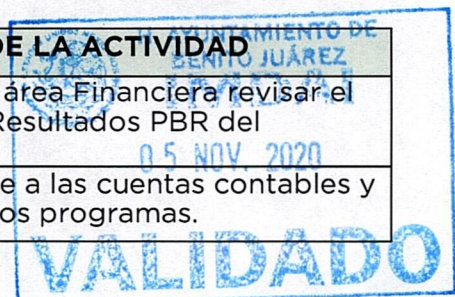 H. AYUNTAMIENTO DE
BENITO JUÁREZ
DE LA ACTIVIDAD
área Financiera revisar el
Resultados PBR del
05 NOV. 2020
e a las cuentas contables y
os programas.
VALIDADO